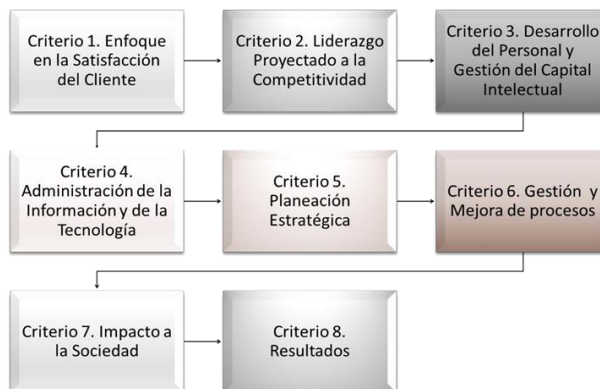 Criterio 1. Enfoque
en la Satisfacción
del Cliente
Criterio 2. Liderazgo
Proyectado a la
Competitividad
Criterio 3. Desarrollo
del Personal y
Gestión del Capital
Intelectual
Criterio 4.
Administración de la
Información y de la
Tecnología
Criterio 5.
Planeación
Estratégica
Criterio 6. Gestión y
Mejora de procesos
Criterio 7. Impacto a
la Sociedad
Criterio 8.
Resultados